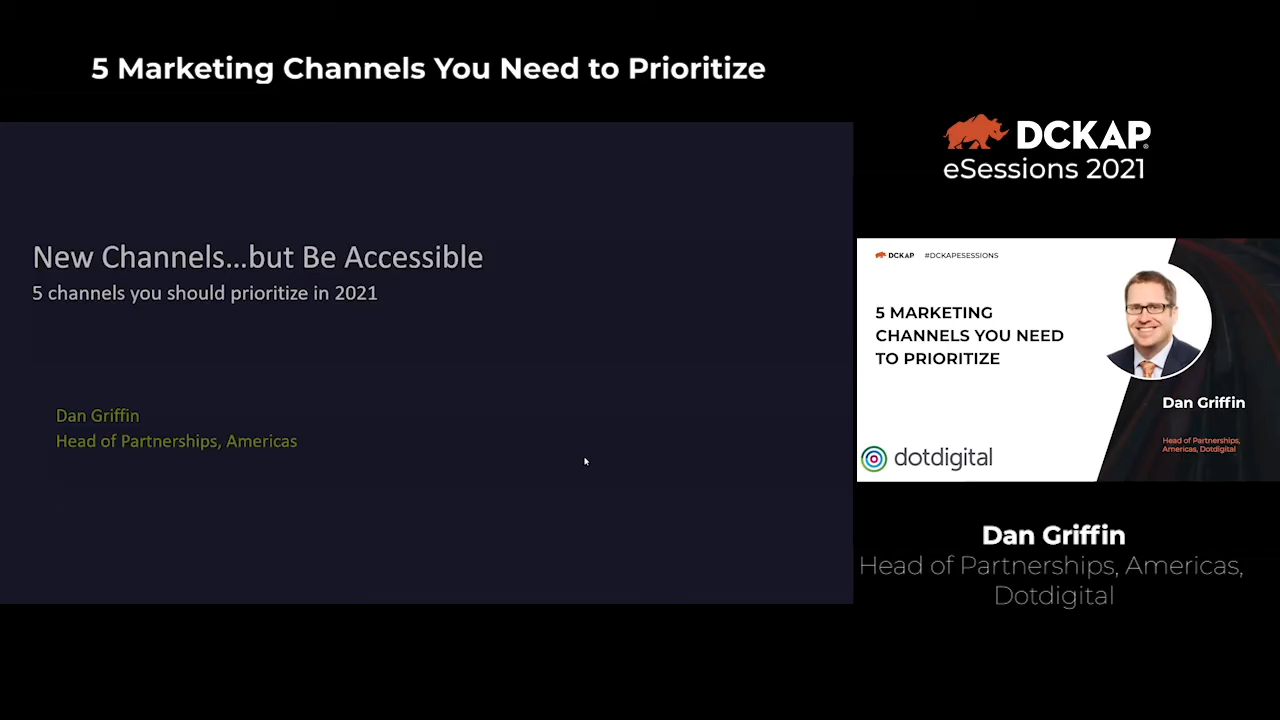 5 Marketing Channels You Need to Prioritize
New Channels...but Be Accessible
5 channels you should prioritize in 2021
Dan Griffin
Head of Partnerships, Americas
DCKAP
eSessions 2021
DCKAP #DCKAPESESSIONS
5 MARKETING
CHANNELS YOU NEED
TO PRIORITIZE
Dan Griffin
Head of Partnerships,
Americas, Dotdigital
dotdigital
Dan Griffin
Head of Partnerships, Americas,
Dotdigital